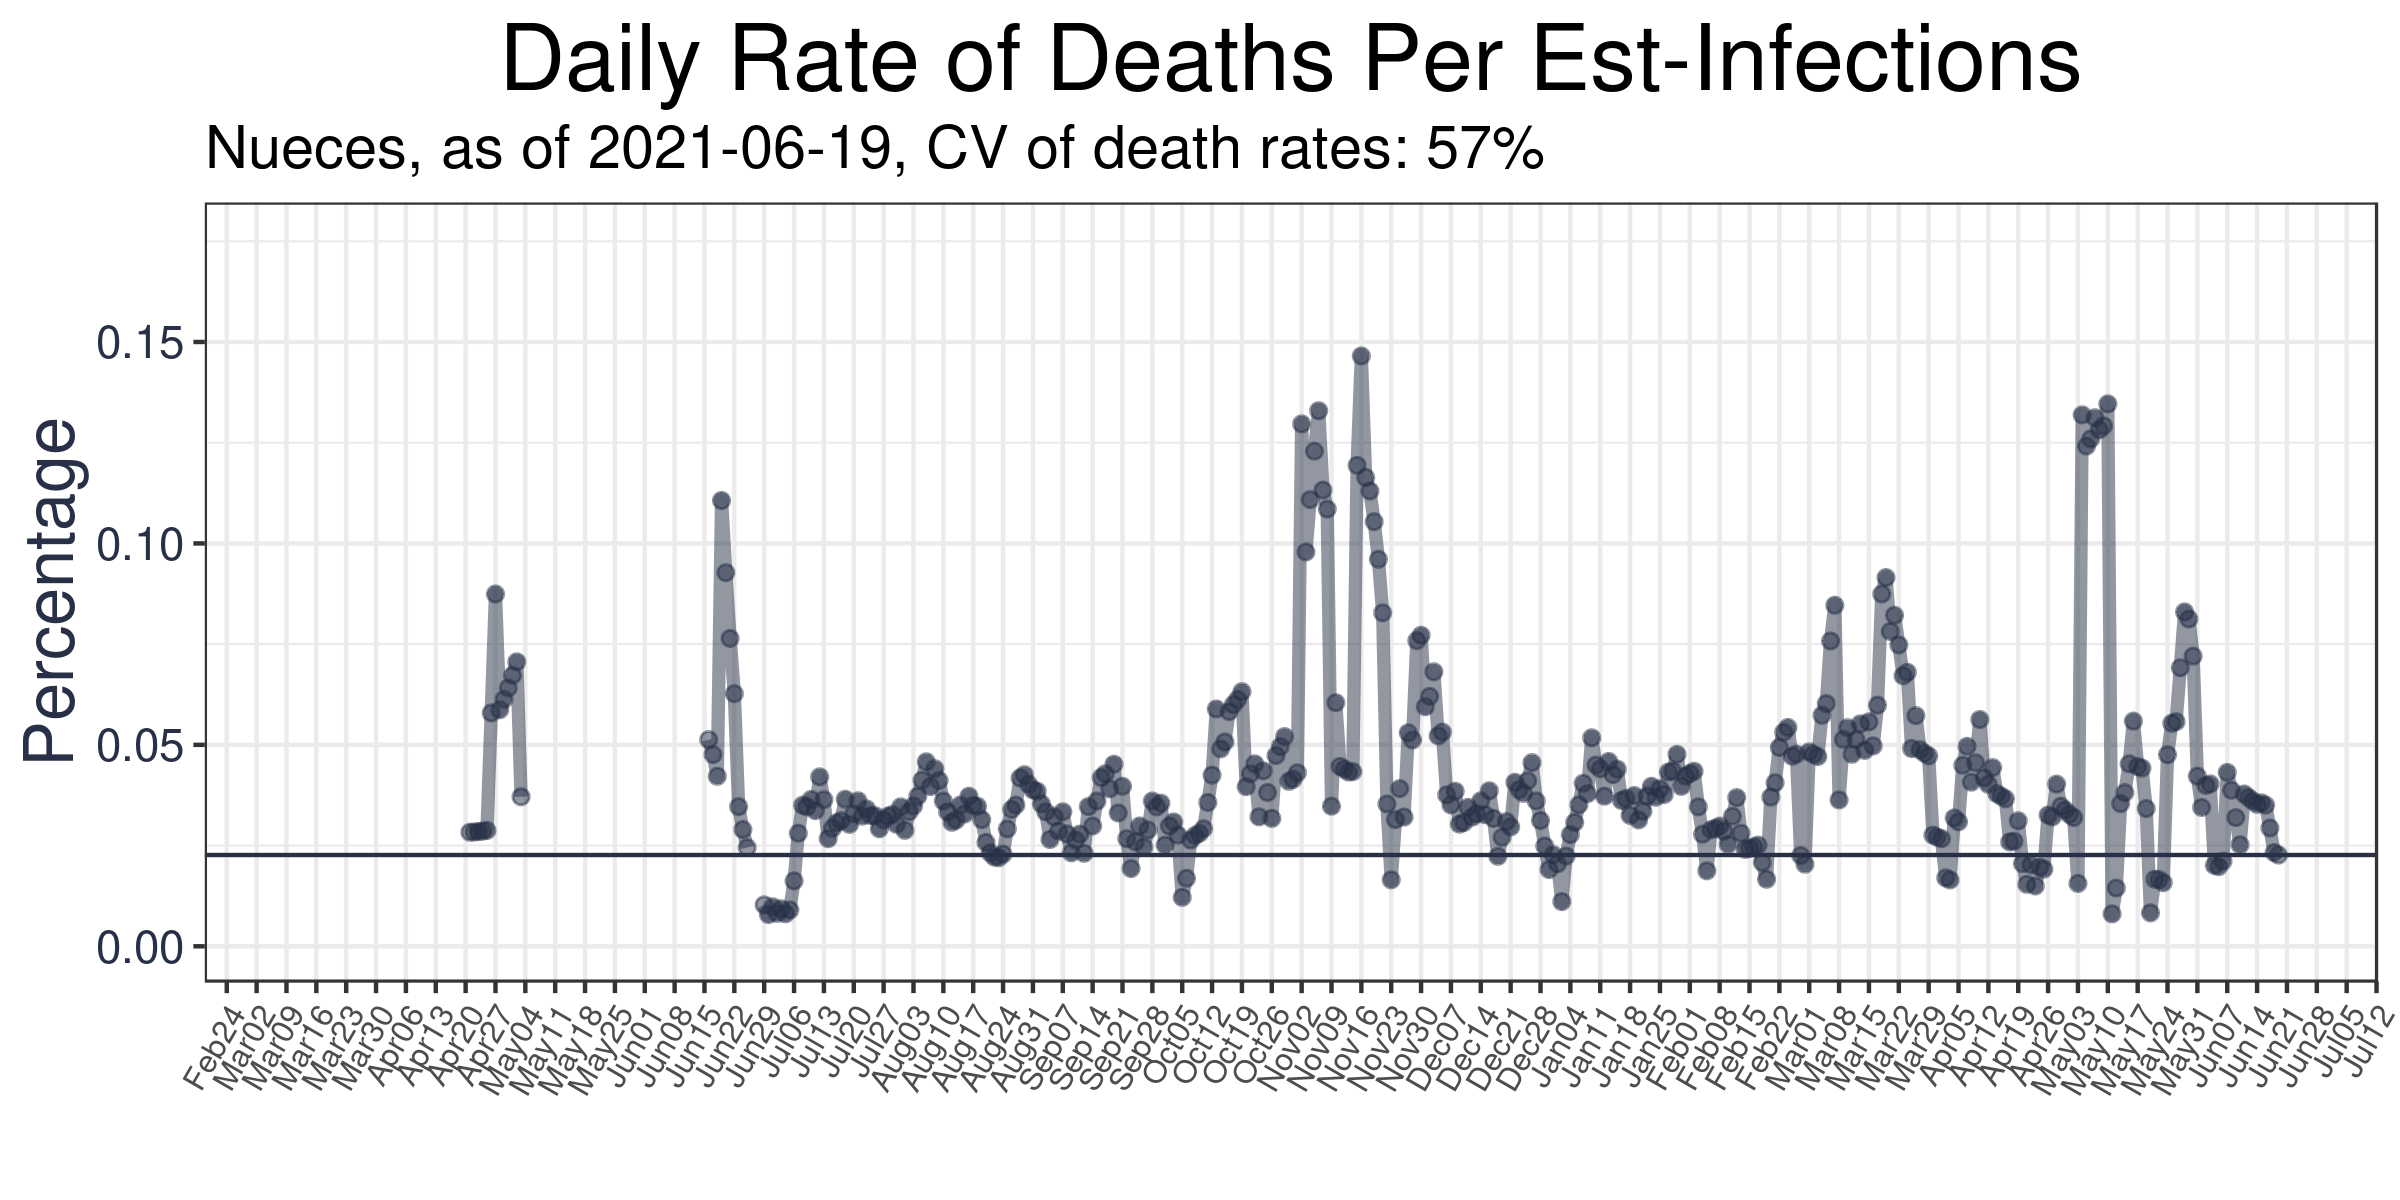 Daily Rate of Deaths Per Est-Infections
Nueces, as of 2021-06-19, CV of death rates: 57%
Percentage
0.15
0.10
0.05
0.00
Feb24
Mar02
Mar09
Mar16
Mar23
Mar30
Apr06
Apr13
Apr20
Apr27
May04
May11
May18
May25
Jun01
Jun08
Jun15
Jun22
Jun29
Jul06
Jul13
Jul20
Jul27
Aug03
Aug10
Aug17
Aug24
Aug31
Sep07
Sep14
Sep21
Sep28
Oct05
Oct12
Oct19
Oct26
Nov02
Nov09
Nov16
Nov23
Nov30
Dec07
Dec14
Dec21
Dec28
Jan04
Jan11
Jan18
Jan25
Feb01
Feb08
Feb15
Feb22
Mar01
Mar08
Mar15
Mar22
Mar29
Apr05
Apr12
Apr19
Apr26
May03
May10
May17
May24
May31
Jun07
Jun14
Jun21
Jun28
Jul05
Jul12